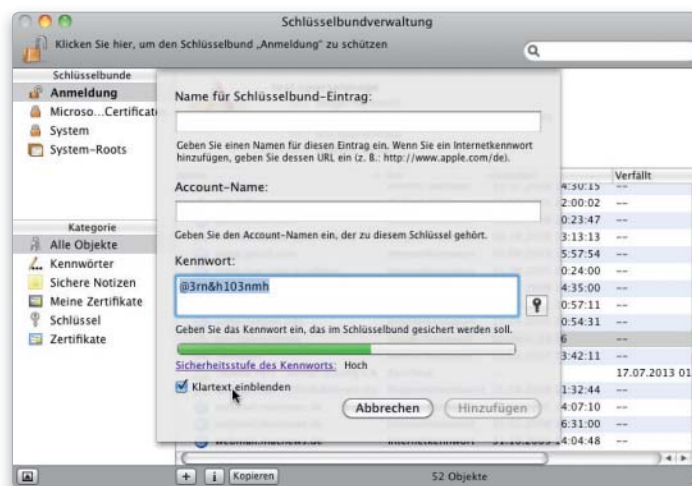 Schlüsselbundverwaltung
Klicken Sie hier, um den Schlüsselbund „Anmeldung“ zu schützen
Schlüsselbunde
Anmeldung
Microso...Certificate
System
System-Roots
Kategorie
Alle Objekte
Kennwörter
Sichere Notizen
Meine Zertifikate
Schlüssel
Zertifikate
Name für Schlüsselbund-Eintrag:
Geben Sie einen Namen für diesen Eintrag ein. Wenn Sie ein Internetkennwort
hinzufügen, geben Sie dessen URL ein (z. B.: http://www.apple.com/de).
Account-Name:
Geben Sie den Account-Namen ein, der zu diesem Schlüssel gehört.
Kennwort:
@3rn&h103nmh
Geben Sie das Kennwort ein, das im Schlüsselbund gesichert werden soll.
Sicherheitsstufe des Kennworts: Hoch
Klartext einblenden
Abbrechen
Hinzufügen
Verfällt
4:30:15 --
2:00:02 --
0:23:47 --
3:13:13 --
5:57:54 --
0:24:00 --
4:35:00 --
0:57:11 --
0:54:31 --
6 --
3:42:11 --
17.07.2013 01
1:32:44 --
4:07:10 --
6:31:00 --
4:04:48 --
Kopieren
52 Objekte